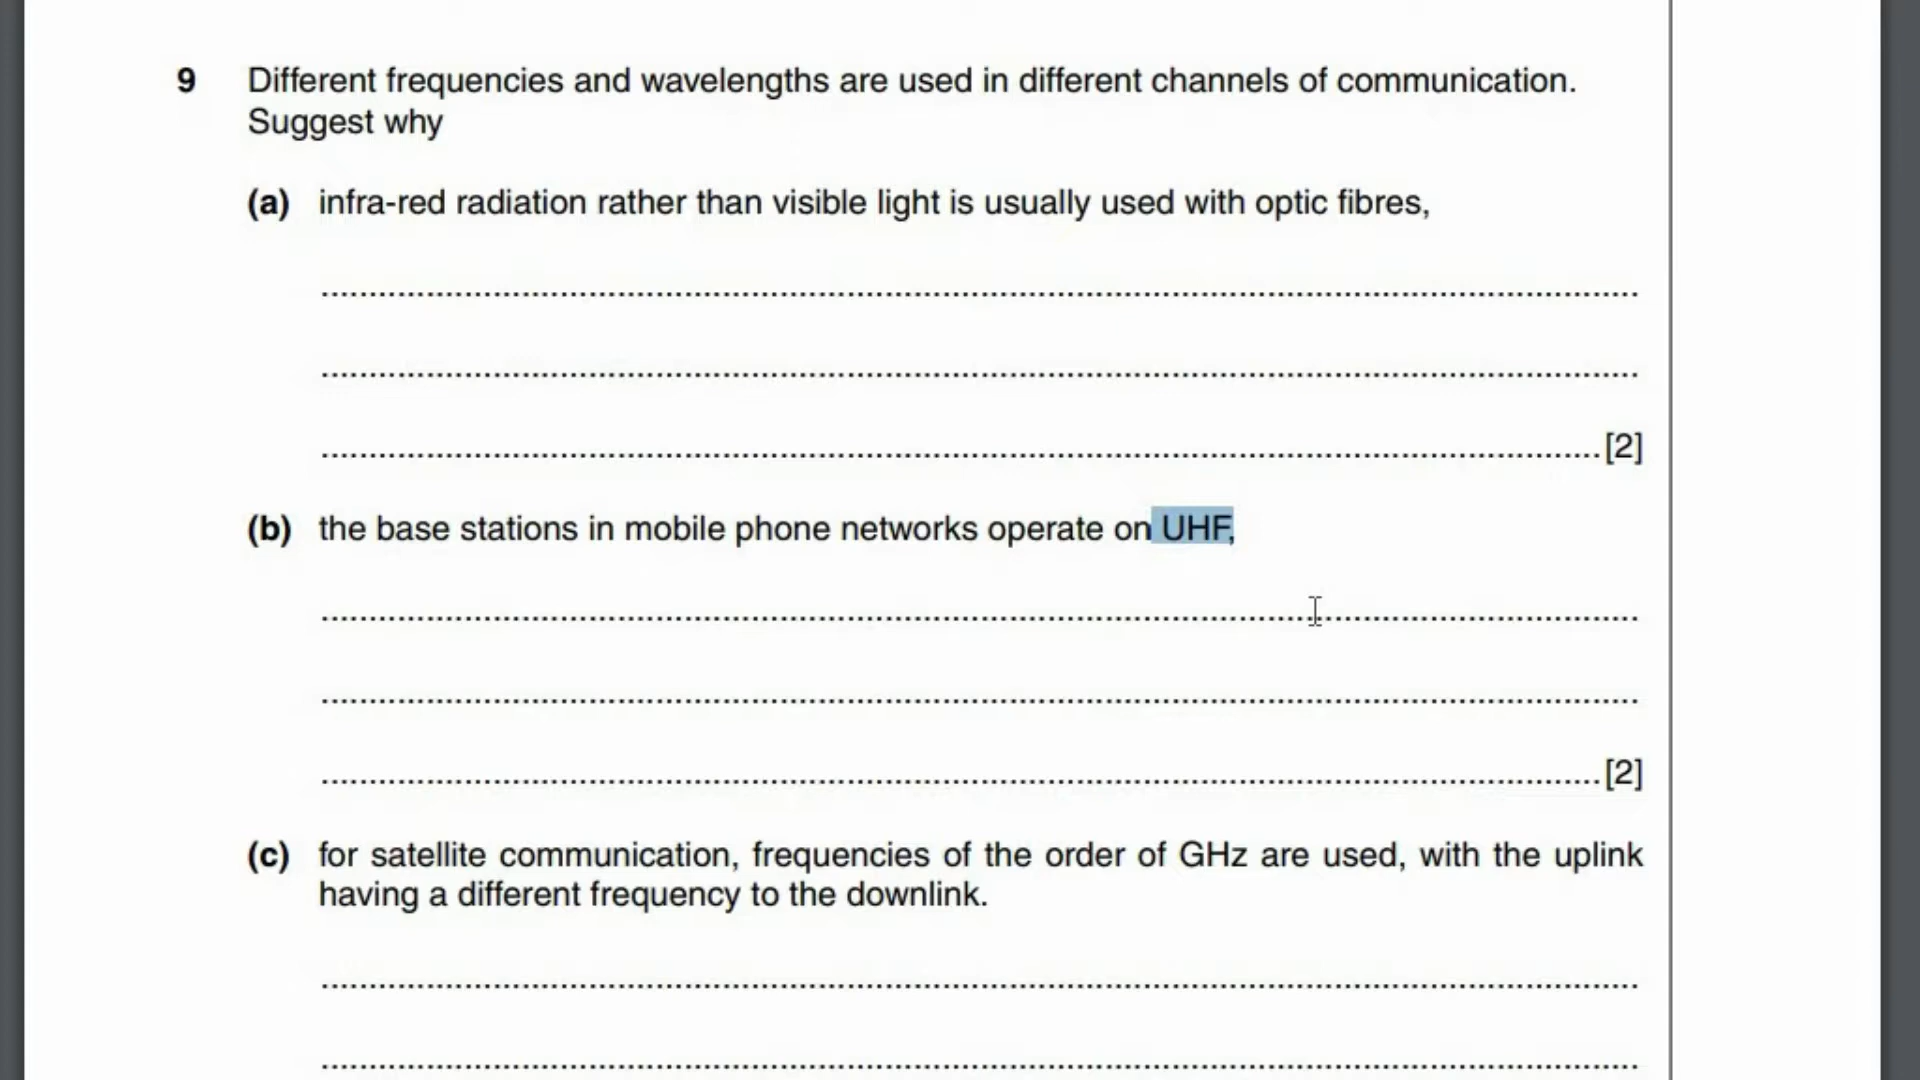 9 Different frequencies and wavelengths are used in different channels of communication.
Suggest why
(a) infra-red radiation rather than visible light is usually used with optic fibres,
..........................................................................................
..........................................................................................
..........................................................................................[2]
(b) the base stations in mobile phone networks operate on UHF,
..........................................................................................
..........................................................................................
..........................................................................................[2]
(c) for satellite communication, frequencies of the order of GHz are used, with the uplink
having a different frequency to the downlink.
..........................................................................................
..........................................................................................